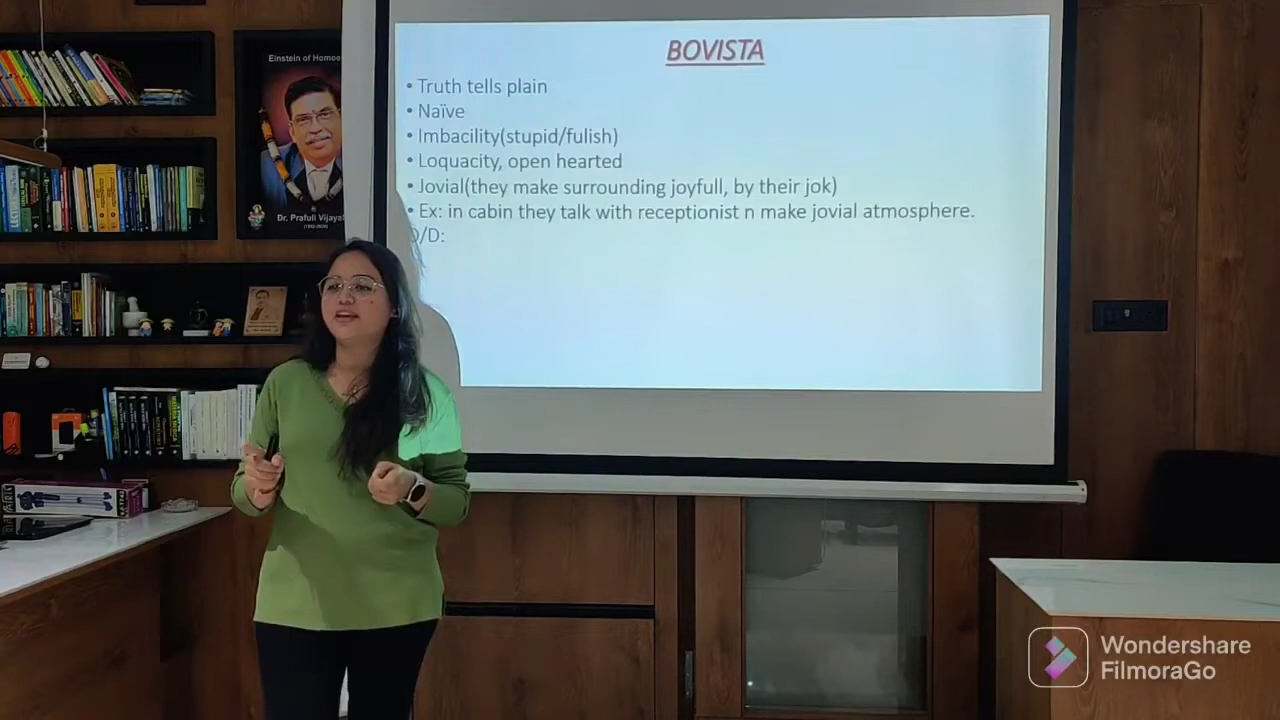 BOVISTA
• Truth tells plain
• Naïve
• Imbacility(stupid/fulish)
• Loquacity, open hearted
• Jovial(they make surrounding joyfull, by their jok)
• Ex: in cabin they talk with receptionist n make jovial atmosphere.
D/D:
Einstein of Homoe
Dr. Prafull Vijay
Wondershare
FilmoraGo